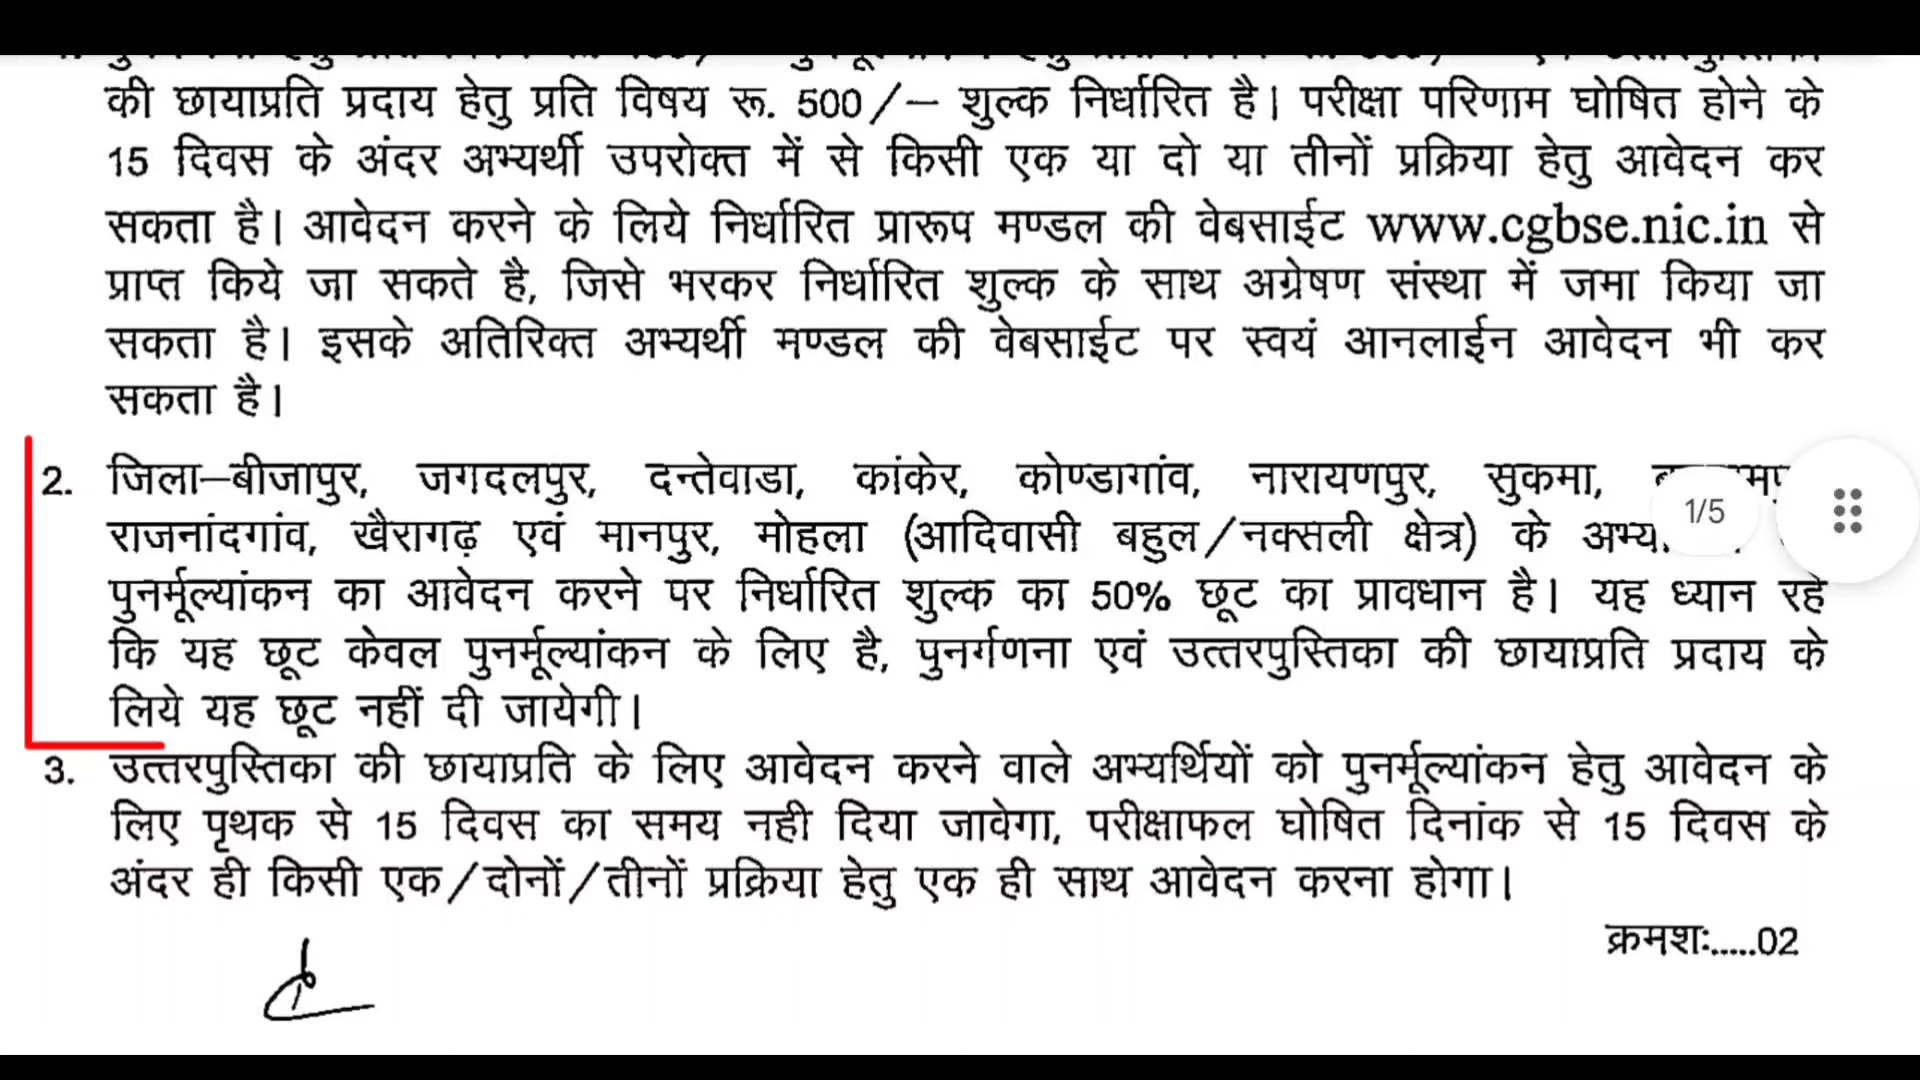 की छायाप्रति प्रदाय हेतु प्रति विषय रू. 500/– शुल्क निर्धारित है। परीक्षा परिणाम घोषित होने के
15 दिवस के अंदर अभ्यर्थी उपरोक्त में से किसी एक या दो या तीनों प्रक्रिया हेतु आवेदन कर
सकता है। आवेदन करने के लिये निर्धारित प्रारूप मण्डल की वेबसाईट www.cgbse.nic.in से
प्राप्त किये जा सकते है, जिसे भरकर निर्धारित शुल्क के साथ अग्रेषण संस्था में जमा किया जा
सकता है। इसके अतिरिक्त अभ्यर्थी मण्डल की वेबसाईट पर स्वयं आनलाईन आवेदन भी कर
सकता है।
2. जिला–बीजापुर, जगदलपुर, दन्तेवाडा, कांकेर, कोण्डागांव, नारायणपुर, सुकमा,
1/5
राजनांदगांव, खैरागढ़ एवं मानपुर, मोहला (आदिवासी बहुल/नक्सली क्षेत्र) के
पुनर्मूल्यांकन का आवेदन करने पर निर्धारित शुल्क का 50% छूट का प्रावधान है। यह ध्यान रहे
कि यह छूट केवल पुनर्मूल्यांकन के लिए है, पुनर्गणना एवं उत्तरपुस्तिका की छायाप्रति प्रदाय के
लिये यह छूट नहीं दी जायेगी।
3. उत्तरपुस्तिका की छायाप्रति के लिए आवेदन करने वाले अभ्यर्थियों को पुनर्मूल्यांकन हेतु आवेदन के
लिए पृथक से 15 दिवस का समय नही दिया जावेगा, परीक्षाफल घोषित दिनांक से 15 दिवस के
अंदर ही किसी एक/दोनों/तीनों प्रक्रिया हेतु एक ही साथ आवेदन करना होगा।
क्रमशः.....02